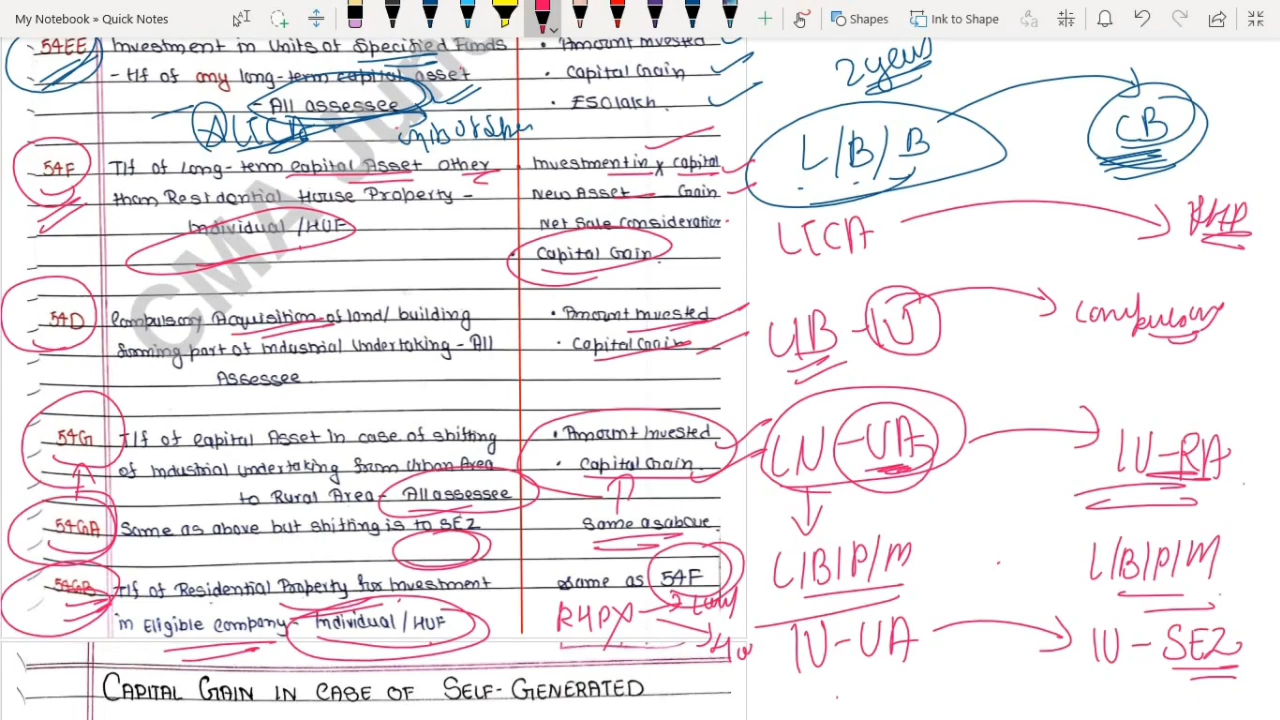 My Notebook » Quick Notes
Shapes
Ink to Shape
54EE
Investment in Units of Specified Funds
- T/f of any long-term capital asset
- All assessee
• Amount Invested
• Capital Gain
• ₹50lakh
2 years
L/B/B
CB
54F
T/f of Long-term Capital Asset Other
than Residential House Property -
Individual/HUF
Investment in x Capital
New Asset Gain
Net Sale Consideration
• Capital Gain
LTCA
RHP
54D
Compulsory Acquisition of land/building
forming part of Industrial Undertaking - All
Assessee
• Amount Invested
• Capital Gain
IU
compulsory
54G
T/f of Capital Asset in case of shifting
of Industrial undertaking from Urban Area
to Rural Area - All assessee
• Amount Invested
• Capital Gain
UA
IU-RA
54GA
Same as above but shifting is to SEZ
Same as above
L/B/P/M
L/B/P/M
54GB
T/f of Residential Property for Investment
in Eligible Company - Individual/HUF
same as 54F
IU-UA
IU-SEZ
CAPITAL GAIN IN CASE OF SELF-GENERATED